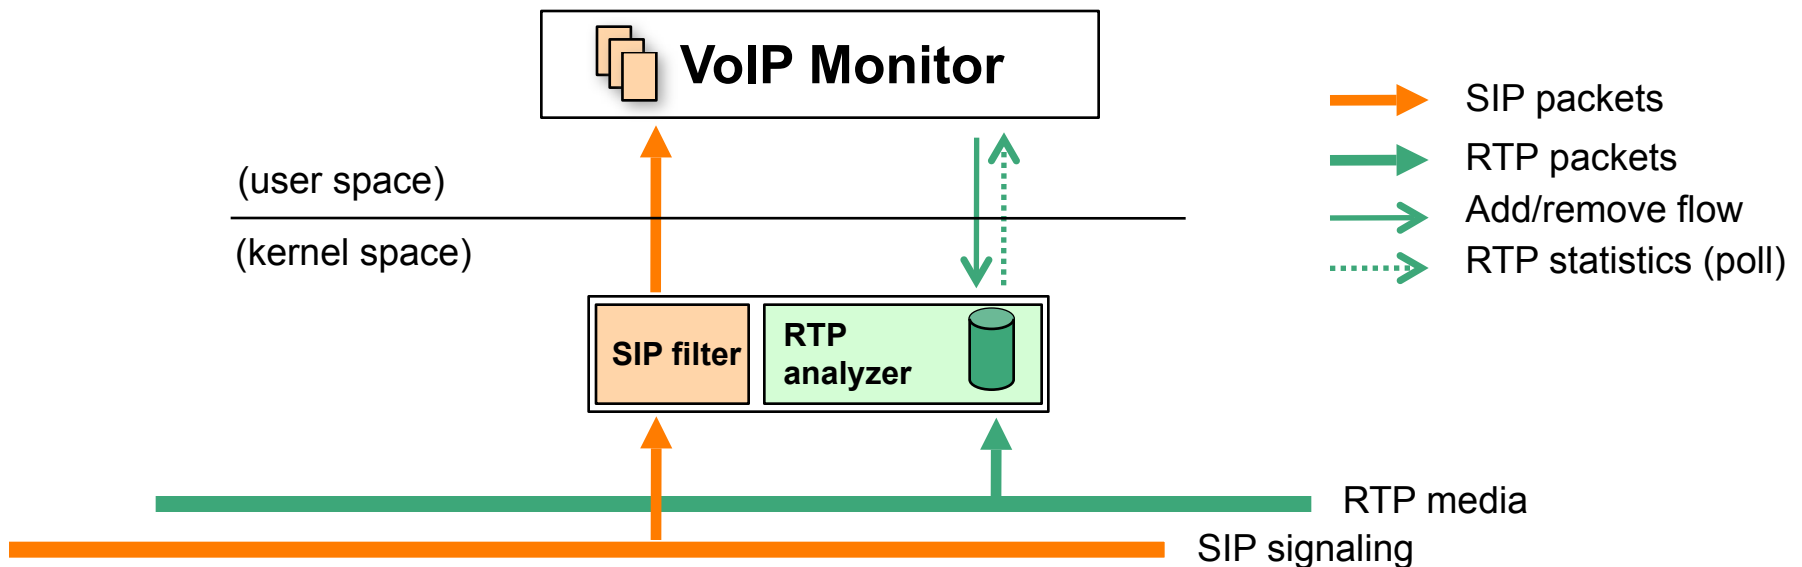 VoIP Monitor
SIP packets
RTP packets
Add/remove flow
RTP statistics (poll)
(user space)
(kernel space)
SIP filter
RTP
analyzer
RTP media
SIP signaling